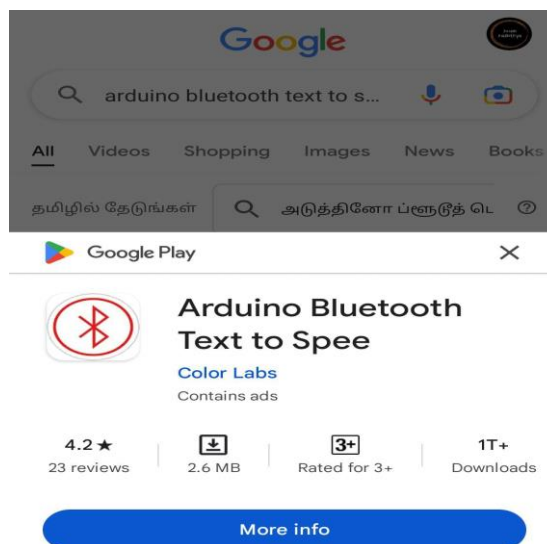 Google
arduino bluetooth text to s...
All Videos Shopping Images News Books
தமிழில் தேடுங்கள் அடுத்தினோ ப்ளூடூத் டெ
Google Play
Arduino Bluetooth
Text to Spee
Color Labs
Contains ads
4.2★ 3+ 1T+
23 reviews 2.6 MB Rated for 3+ Downloads
More info